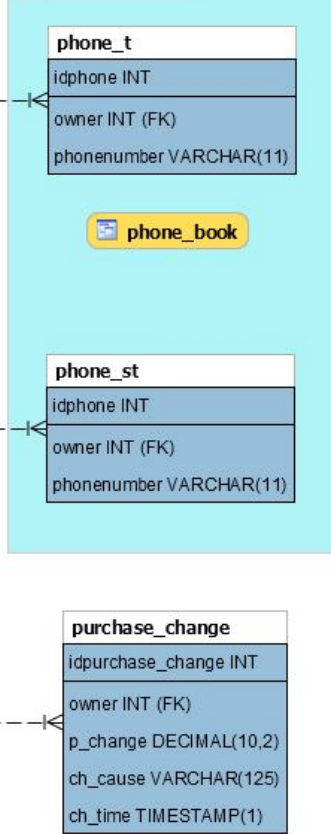 phone_t
idphone INT
owner INT (FK)
phonenumber VARCHAR(11)
phone_book
phone_st
idphone INT
owner INT (FK)
phonenumber VARCHAR(11)
purchase_change
idpurchase_change INT
owner INT (FK)
p_change DECIMAL(10,2)
ch_cause VARCHAR(125)
ch_time TIMESTAMP(1)